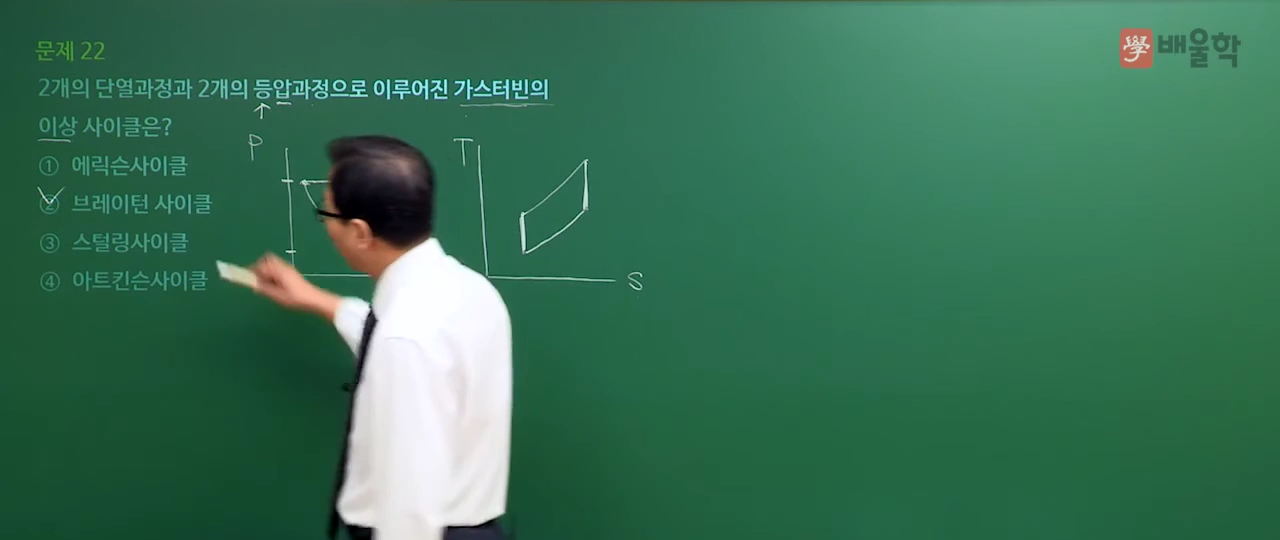 學 배울학
문제 22
2개의 단열과정과 2개의 등압과정으로 이루어진 가스터빈의
이상 사이클은?
① 에릭슨사이클
② 브레이턴 사이클
③ 스털링사이클
④ 아트킨슨사이클
P
T
S